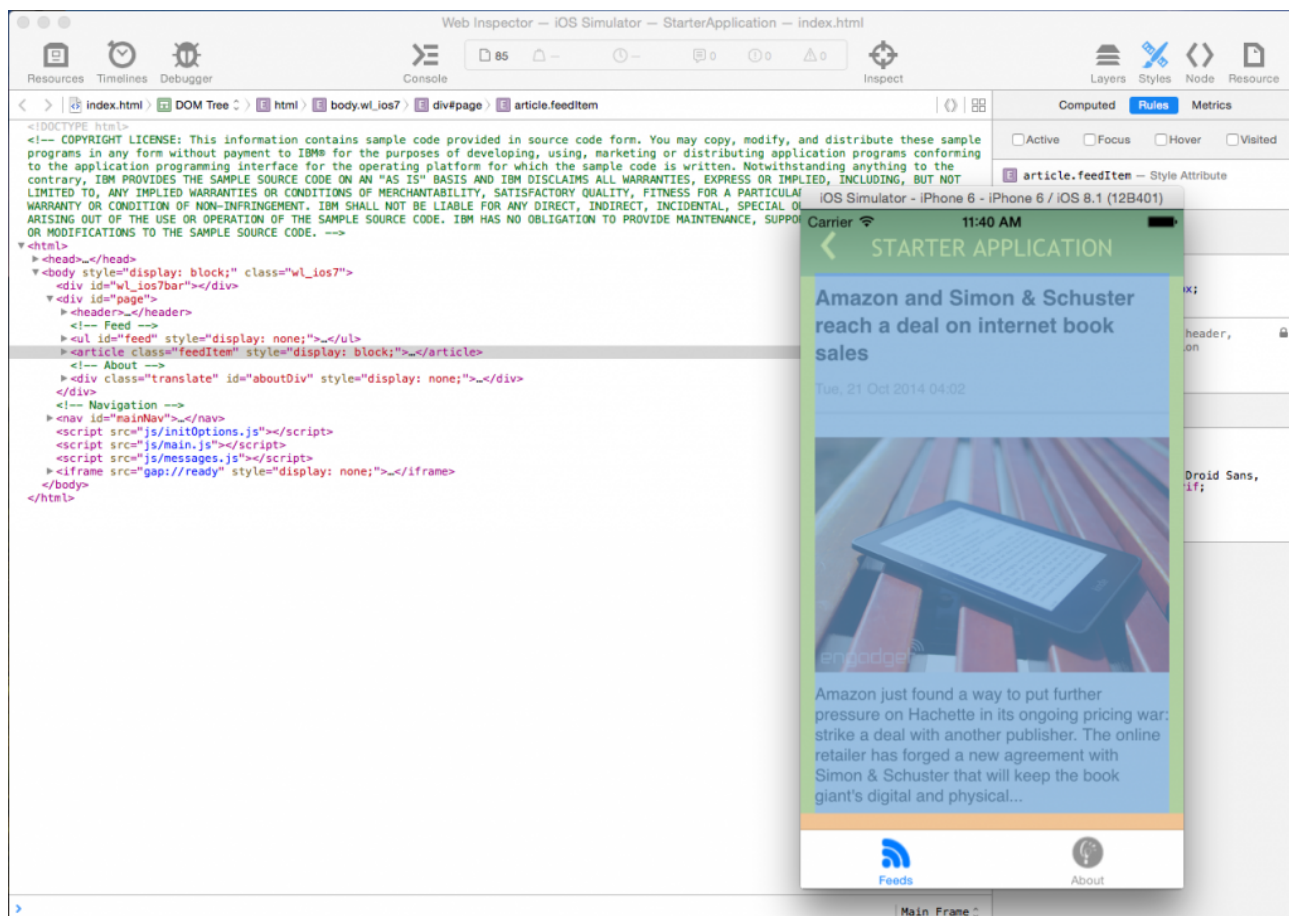 Web Inspector — iOS Simulator — StarterApplication — index.html
Resources Timelines Debugger Console 85 – – 0 0 0 Inspect Layers Styles Node Resource
index.html DOM Tree E html E body.wl_ios7 E div#page E article.feedItem Computed Rules Metrics
<!DOCTYPE html>
<!-- COPYRIGHT LICENSE: This information contains sample code provided in source code form. You may copy, modify, and distribute these sample
programs in any form without payment to IBM® for the purposes of developing, using, marketing or distributing application programs conforming
to the application programming interface for the operating platform for which the sample code is written. Notwithstanding anything to the
contrary, IBM PROVIDES THE SAMPLE SOURCE CODE ON AN "AS IS" BASIS AND IBM DISCLAIMS ALL WARRANTIES, EXPRESS OR IMPLIED, INCLUDING, BUT NOT
LIMITED TO, ANY IMPLIED WARRANTIES OR CONDITIONS OF MERCHANTABILITY, SATISFACTORY QUALITY, FITNESS FOR A PARTICULA
WARRANTY OR CONDITION OF NON-INFRINGEMENT. IBM SHALL NOT BE LIABLE FOR ANY DIRECT, INDIRECT, INCIDENTAL, SPECIAL O
ARISING OUT OF THE USE OR OPERATION OF THE SAMPLE SOURCE CODE. IBM HAS NO OBLIGATION TO PROVIDE MAINTENANCE, SUPPO
OR MODIFICATIONS TO THE SAMPLE SOURCE CODE. -->
<html>
<head>…</head>
<body style="display: block;" class="wl_ios7">
<div id="wl_ios7bar"></div>
<div id="page">
<header>…</header>
<!-- Feed -->
<ul id="feed" style="display: none;">…</ul>
<article class="feedItem" style="display: block;">…</article>
<!-- About -->
<div class="translate" id="aboutDiv" style="display: none;">…</div>
</div>
<!-- Navigation -->
<nav id="mainNav">…</nav>
<script src="js/initOptions.js"></script>
<script src="js/main.js"></script>
<script src="js/messages.js"></script>
<iframe src="gap://ready" style="display: none;">…</iframe>
</body>
</html>
Active Focus Hover Visited
E article.feedItem — Style Attribute
ox;
header,
ion
Droid Sans,
rif;
iOS Simulator - iPhone 6 - iPhone 6 / iOS 8.1 (12B401)
Carrier 11:40 AM
STARTER APPLICATION
Amazon and Simon & Schuster
reach a deal on internet book
sales
Tue, 21 Oct 2014 04:02
engadget
Amazon just found a way to put further
pressure on Hachette in its ongoing pricing war:
strike a deal with another publisher. The online
retailer has forged a new agreement with
Simon & Schuster that will keep the book
giant's digital and physical...
Feeds About
Main Frame